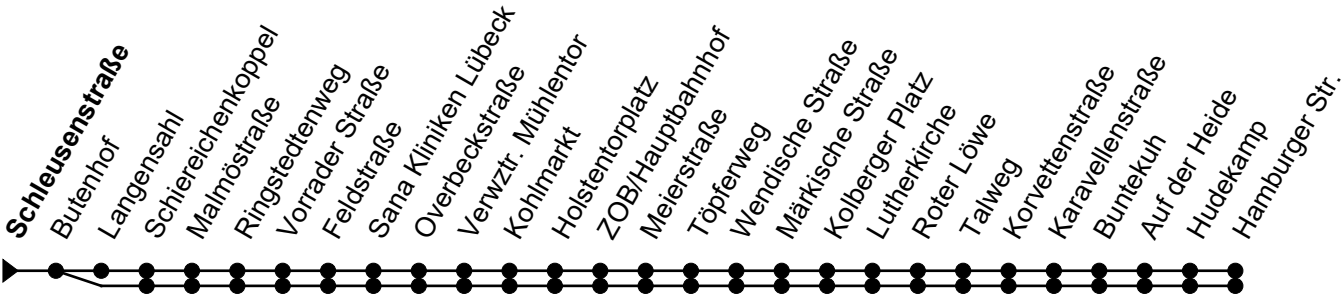 Schleusenstraße
Butenhof
Langensahl
Schiereichenkoppel
Malmöstraße
Ringstedtenweg
Vorrader Straße
Feldstraße
Sana Kliniken Lübeck
Overbeckstraße
Verwztr. Mühlentor
Kohlmarkt
Holstentorplatz
ZOB/Hauptbahnhof
Meierstraße
Töpferweg
Wendische Straße
Märkische Straße
Kolberger Platz
Lutherkirche
Roter Löwe
Talweg
Korvettenstraße
Karavellenstraße
Buntekuh
Auf der Heide
Hudekamp
Hamburger Str.